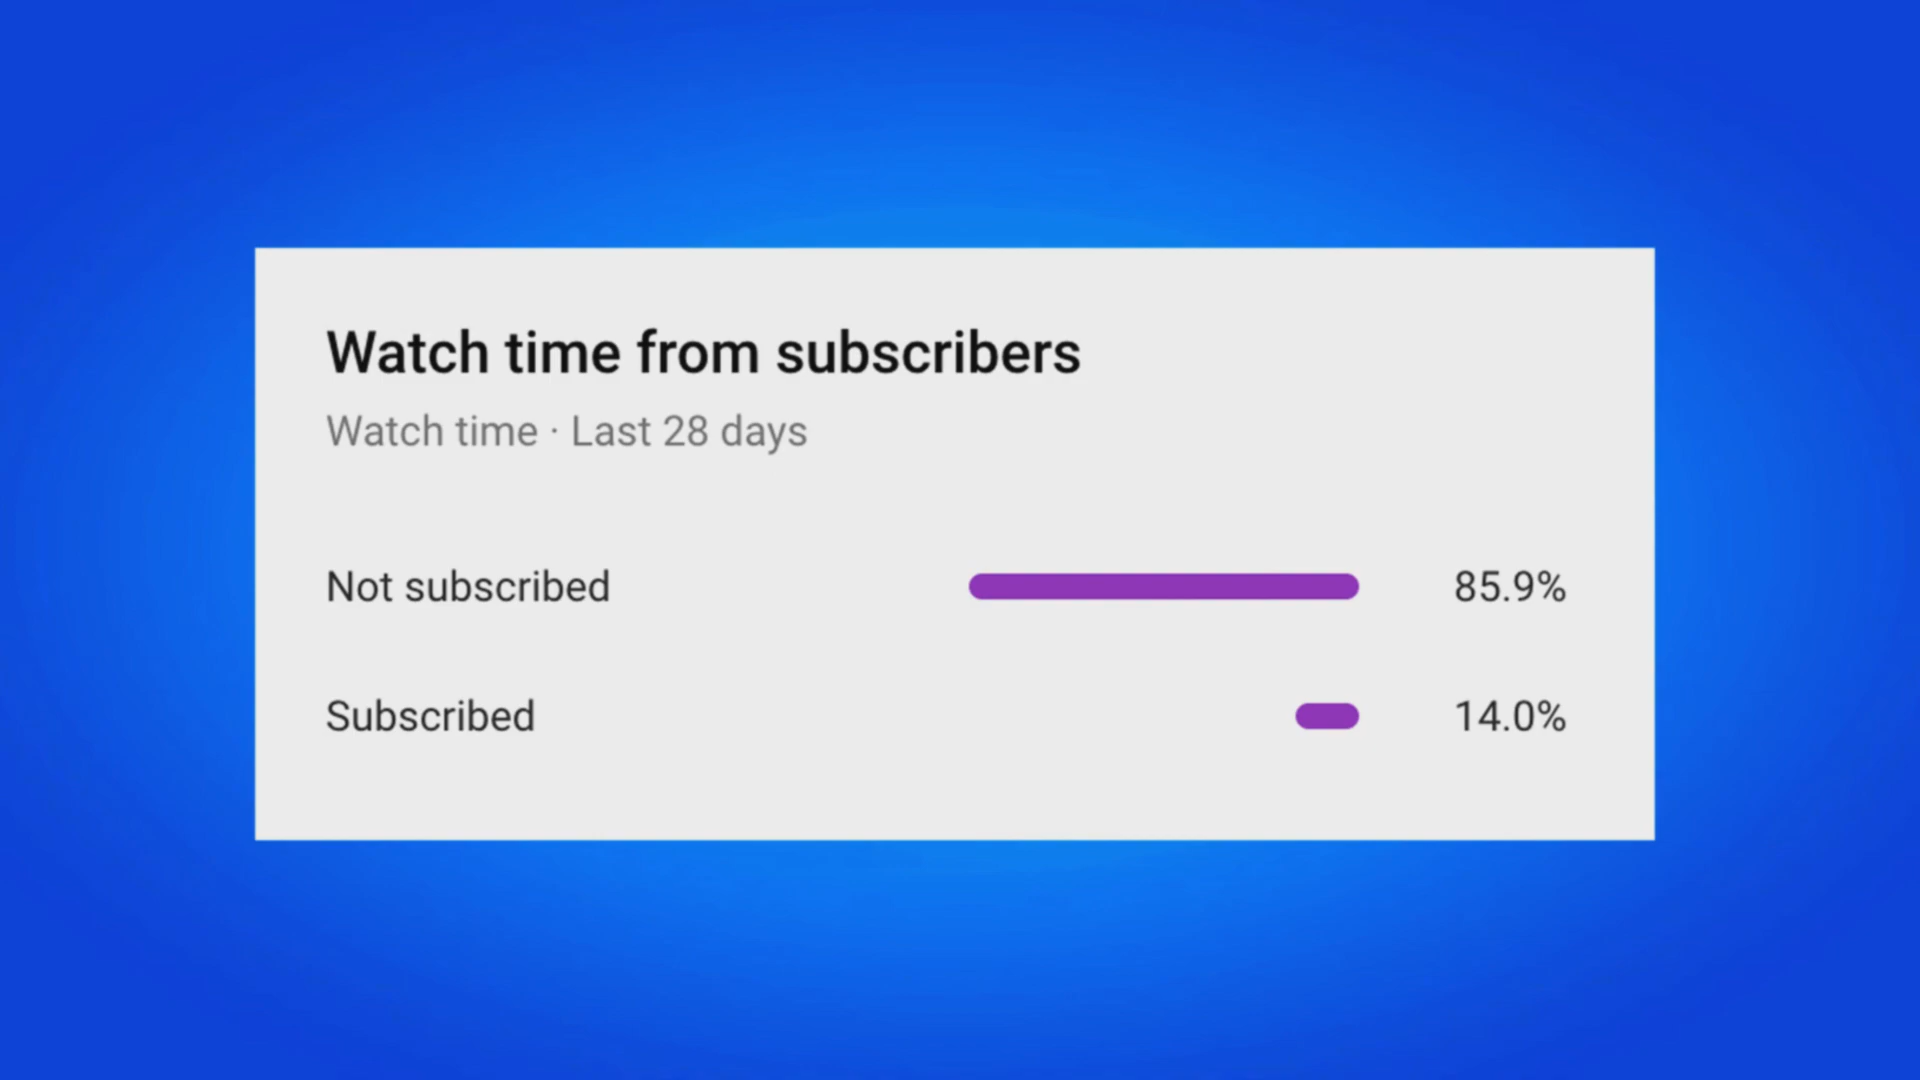 Watch time from subscribers
Watch time · Last 28 days
Not subscribed 85.9%
Subscribed 14.0%